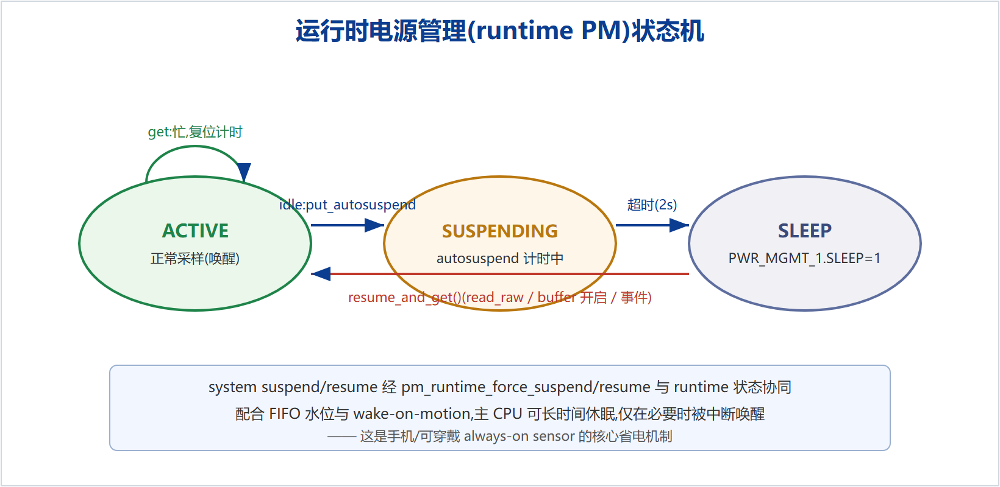 运行时电源管理(runtime PM)状态机
get:忙,复位计时
idle:put_autosuspend
超时(2s)
ACTIVE
正常采样(唤醒)
SUSPENDING
autosuspend 计时中
SLEEP
PWR_MGMT_1.SLEEP=1
resume_and_get()(read_raw / buffer 开启 / 事件)
system suspend/resume 经 pm_runtime_force_suspend/resume 与 runtime 状态协同
配合 FIFO 水位与 wake-on-motion,主 CPU 可长时间休眠,仅在必要时被中断唤醒
—— 这是手机/可穿戴 always-on sensor 的核心省电机制